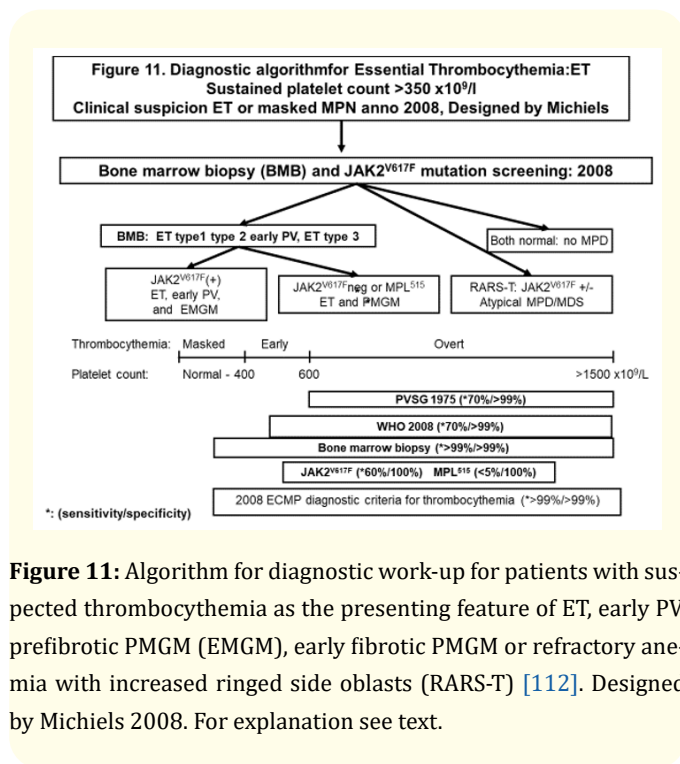 Figure 11. Diagnostic algorithmfor Essential Thrombocythemia:ET
Sustained platelet count >350 x10⁹/l
Clinical suspicion ET or masked MPN anno 2008, Designed by Michiels
Bone marrow biopsy (BMB) and JAK2ⱽ⁶¹⁷ᶠ mutation screening: 2008
BMB: ET type1 type 2 early PV, ET type 3
Both normal: no MPD
JAK2ⱽ⁶¹⁷ᶠ(+)
ET, early PV,
and EMGM
JAK2ⱽ⁶¹⁷ᶠneg or MPL⁵¹⁵
ET and PMGM
RARS-T: JAK2ⱽ⁶¹⁷ᶠ +/-
Atypical MPD/MDS
Thrombocythemia: Masked Early Overt
Platelet count: Normal - 400 600 >1500 x10⁹/L
PVSG 1975 (*70%/>99%)
WHO 2008 (*70%/>99%)
Bone marrow biopsy (*>99%/>99%)
JAK2ⱽ⁶¹⁷ᶠ (*60%/100%) MPL⁵¹⁵ (<5%/100%)
2008 ECMP diagnostic criteria for thrombocythemia (*>99%/>99%)
*: (sensitivity/specificity)
Figure 11: Algorithm for diagnostic work-up for patients with sus-
pected thrombocythemia as the presenting feature of ET, early PV
prefibrotic PMGM (EMGM), early fibrotic PMGM or refractory ane-
mia with increased ringed side oblasts (RARS-T) [112]. Designed
by Michiels 2008. For explanation see text.